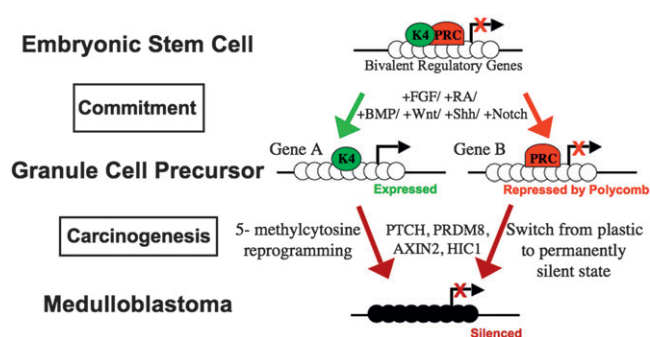 Embryonic Stem Cell
K4 PRC X
Bivalent Regulatory Genes
Commitment
+FGF/ +RA/
+BMP/ +Wnt/ +Shh/ +Notch
Granule Cell Precursor
Gene A K4
Expressed
Gene B PRC X
Repressed by Polycomb
Carcinogenesis
5- methylcytosine
reprogramming
PTCH, PRDM8,
AXIN2, HIC1
Switch from plastic
to permanently
silent state
Medulloblastoma
X
Silenced